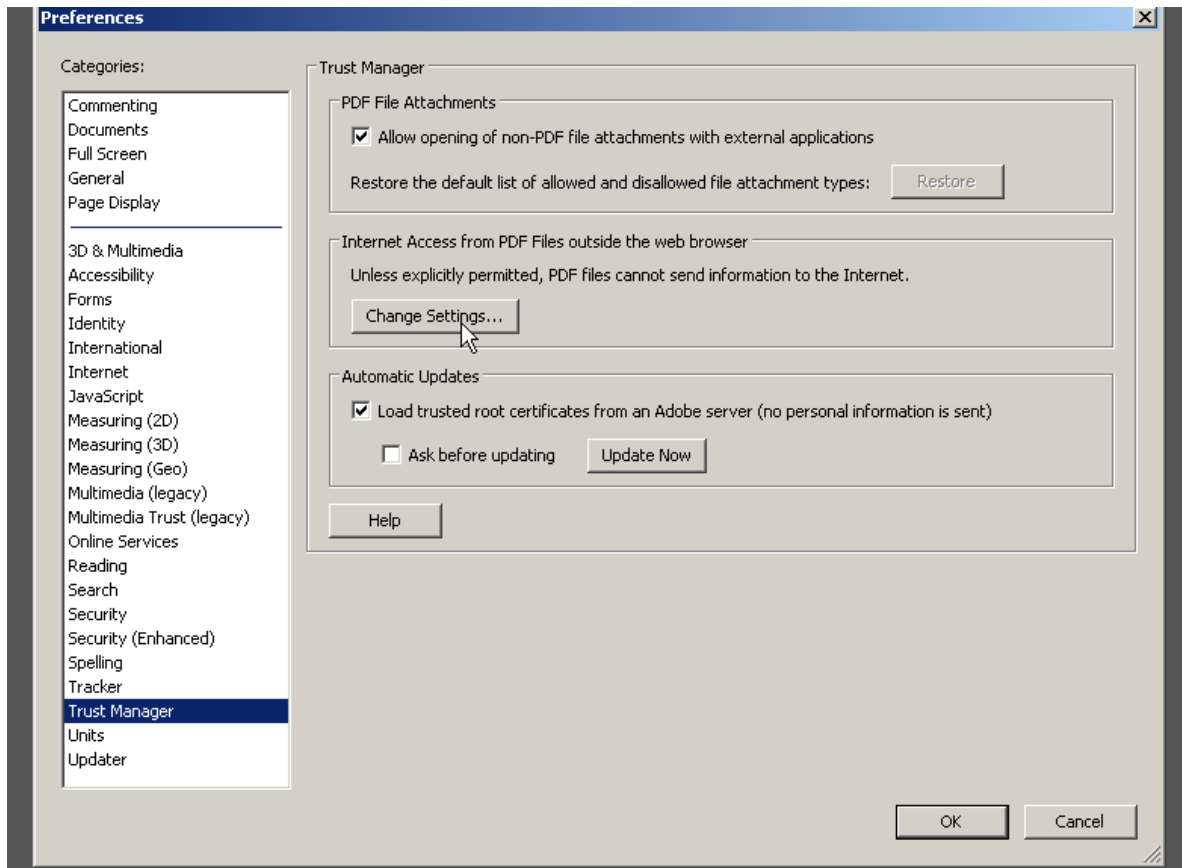 Preferences
Categories:
Commenting
Documents
Full Screen
General
Page Display
3D & Multimedia
Accessibility
Forms
Identity
International
Internet
JavaScript
Measuring (2D)
Measuring (3D)
Measuring (Geo)
Multimedia (legacy)
Multimedia Trust (legacy)
Online Services
Reading
Search
Security
Security (Enhanced)
Spelling
Tracker
Trust Manager
Units
Updater
Trust Manager
PDF File Attachments
Allow opening of non-PDF file attachments with external applications
Restore the default list of allowed and disallowed file attachment types: Restore
Internet Access from PDF Files outside the web browser
Unless explicitly permitted, PDF files cannot send information to the Internet.
Change Settings...
Automatic Updates
Load trusted root certificates from an Adobe server (no personal information is sent)
Ask before updating Update Now
Help
OK Cancel